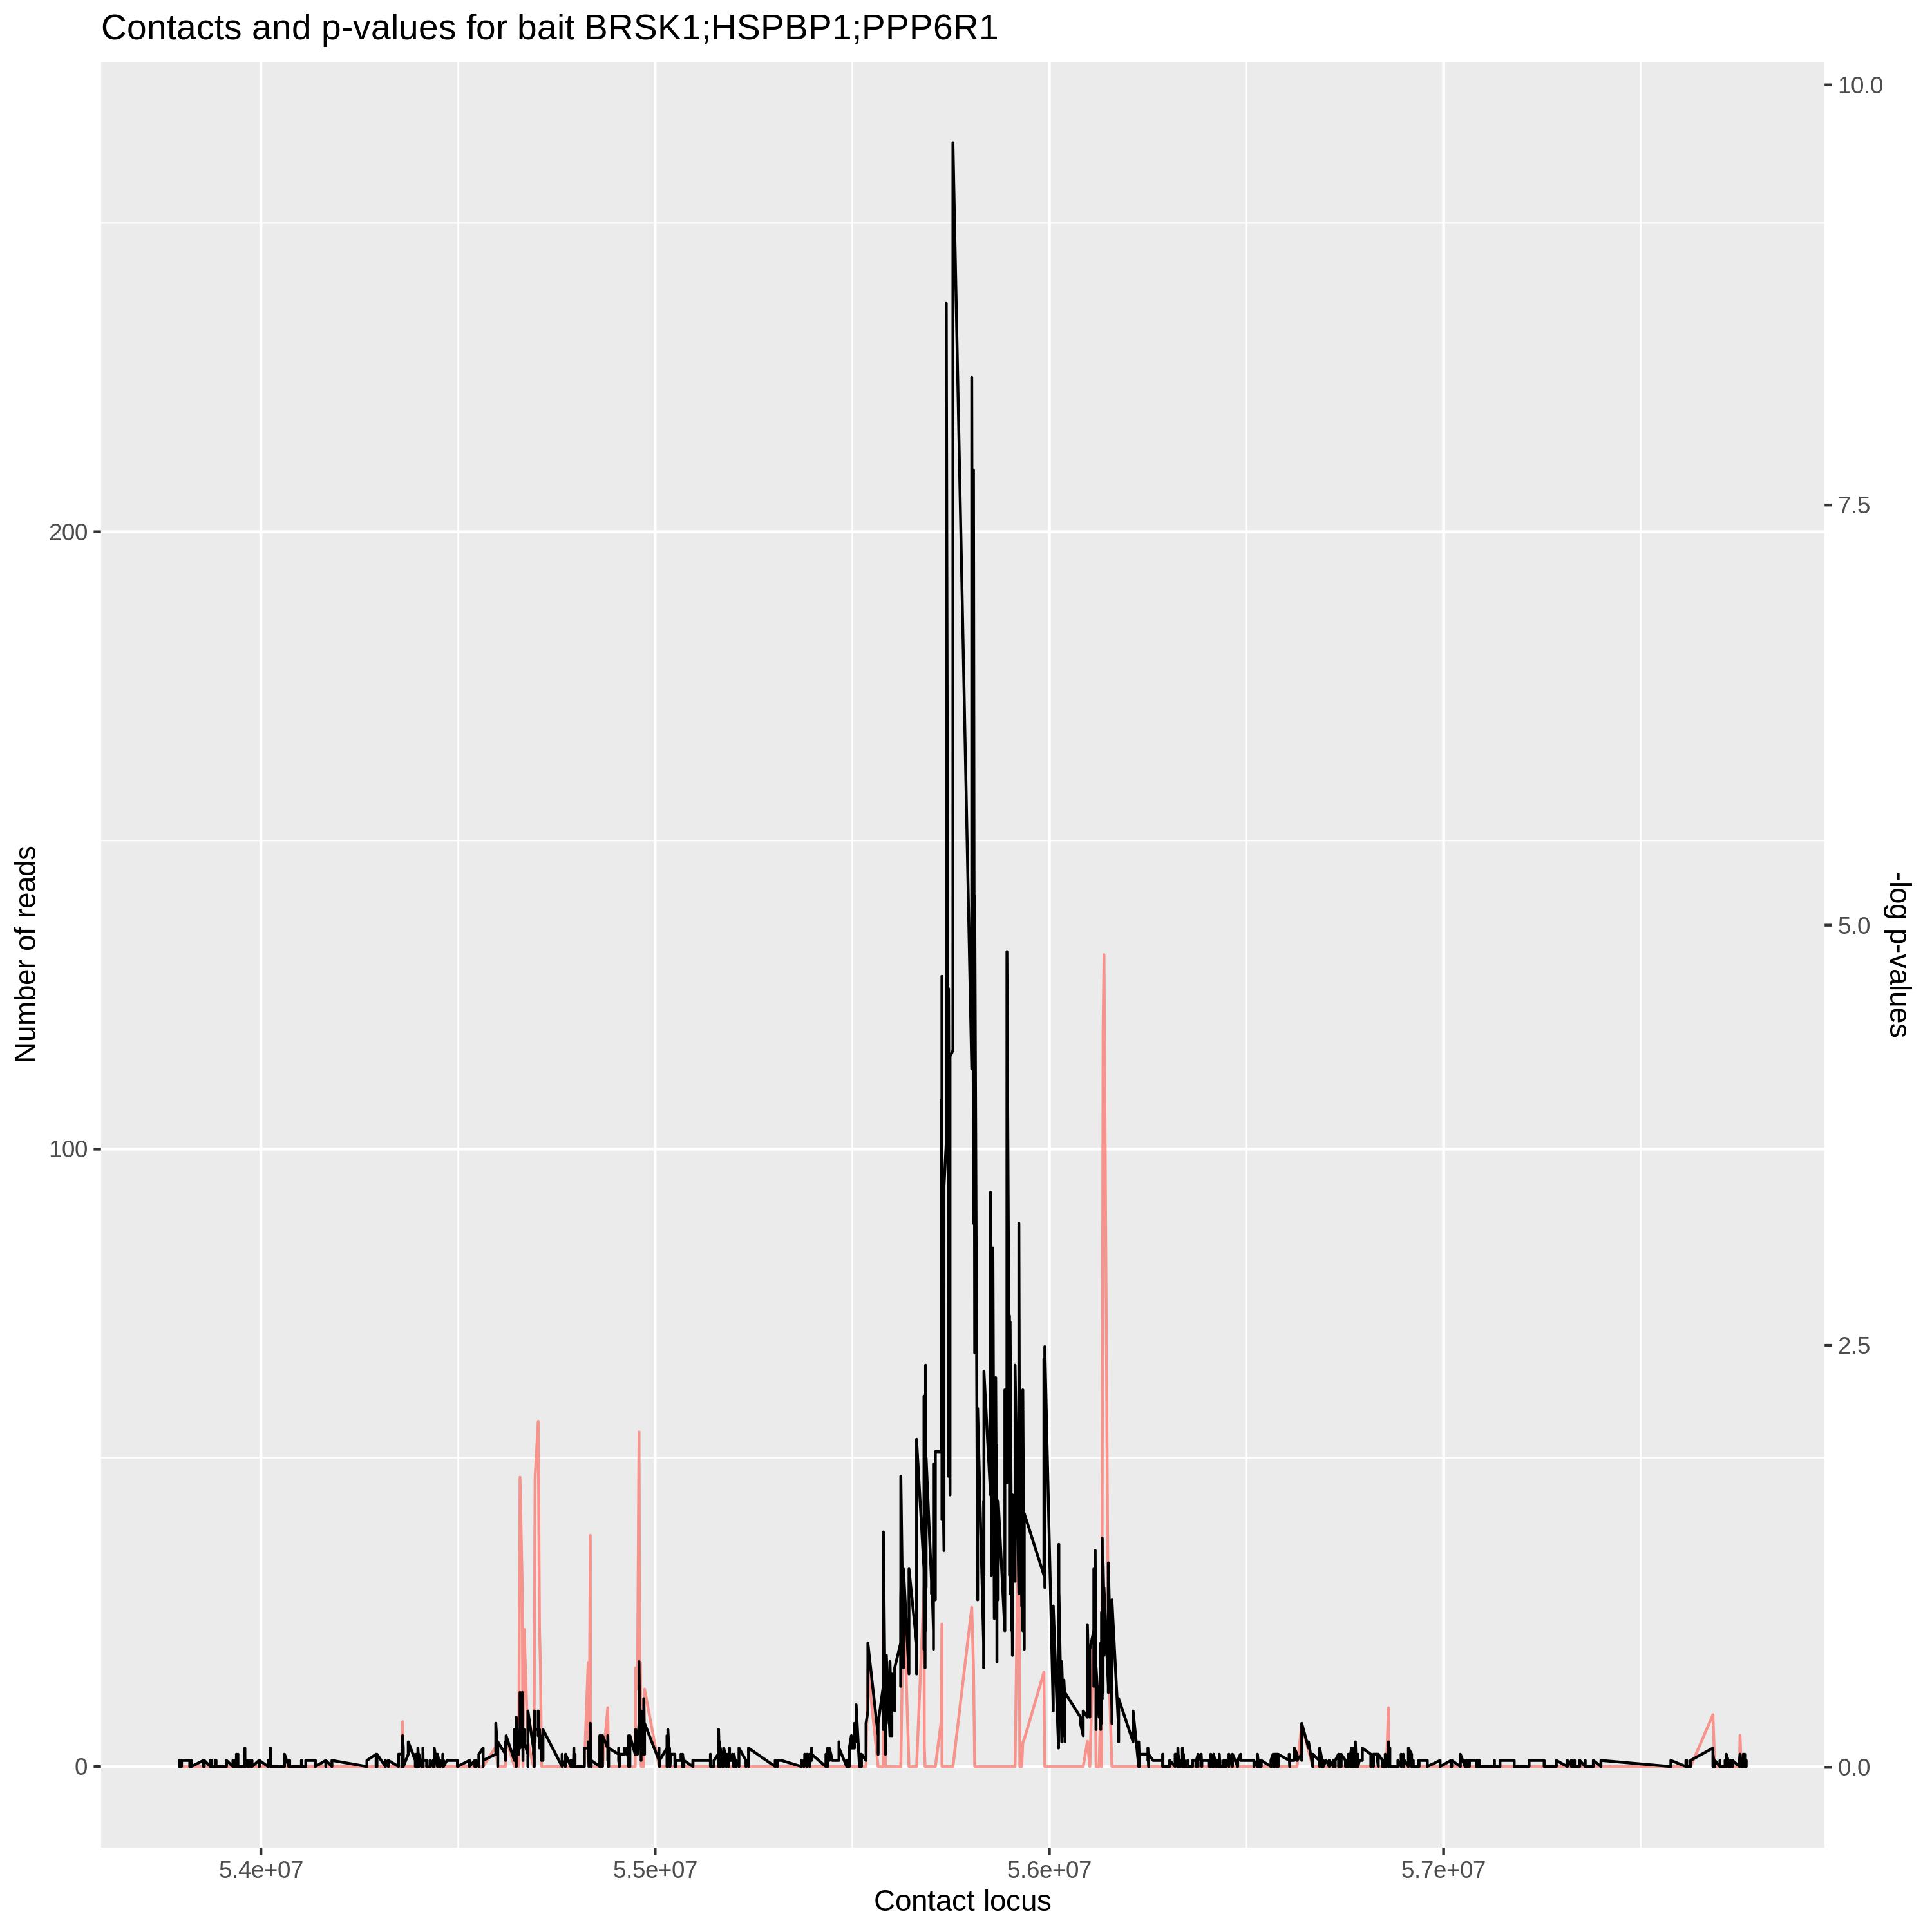 Contacts and p-values for bait BRSK1;HSPBP1;PPP6R1
10.0
7.5
5.0
2.5
0.0
200
100
0
Number of reads
-log p-values
5.4e+07 5.5e+07 5.6e+07 5.7e+07
Contact locus